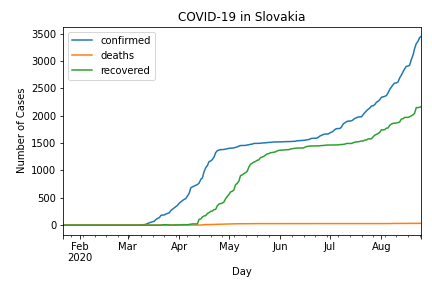 COVID-19 in Slovakia
3500
3000
2500
2000
1500
1000
500
0
Number of Cases
confirmed
deaths
recovered
Feb Mar Apr May Jun Jul Aug
2020
Day